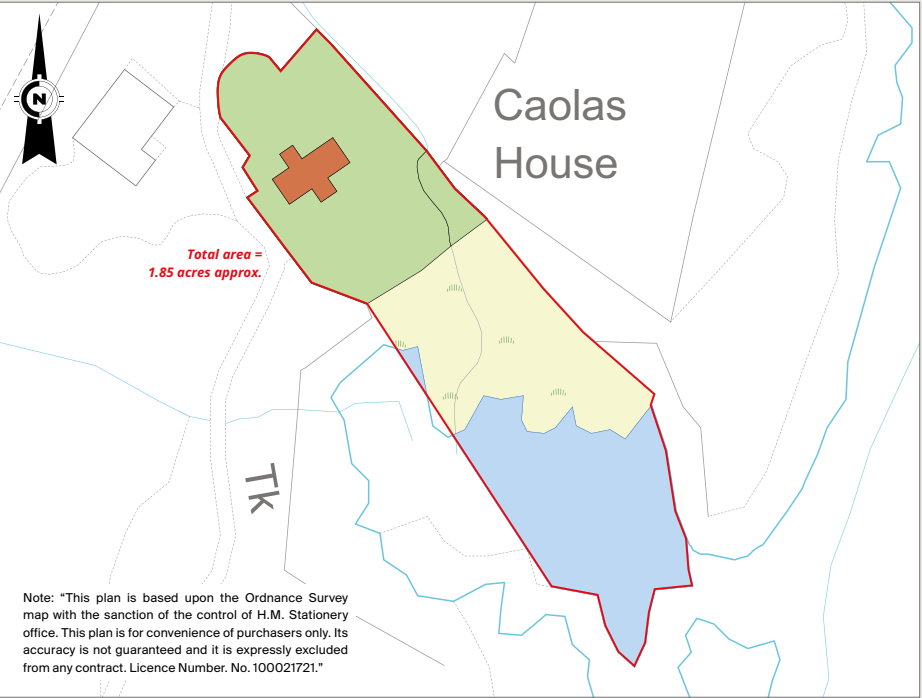 N
Caolas
House
Total area =
1.85 acres approx.
Tk
Note: “This plan is based upon the Ordnance Survey
map with the sanction of the control of H.M. Stationery
office. This plan is for convenience of purchasers only. Its
accuracy is not guaranteed and it is expressly excluded
from any contract. Licence Number. No. 100021721.”